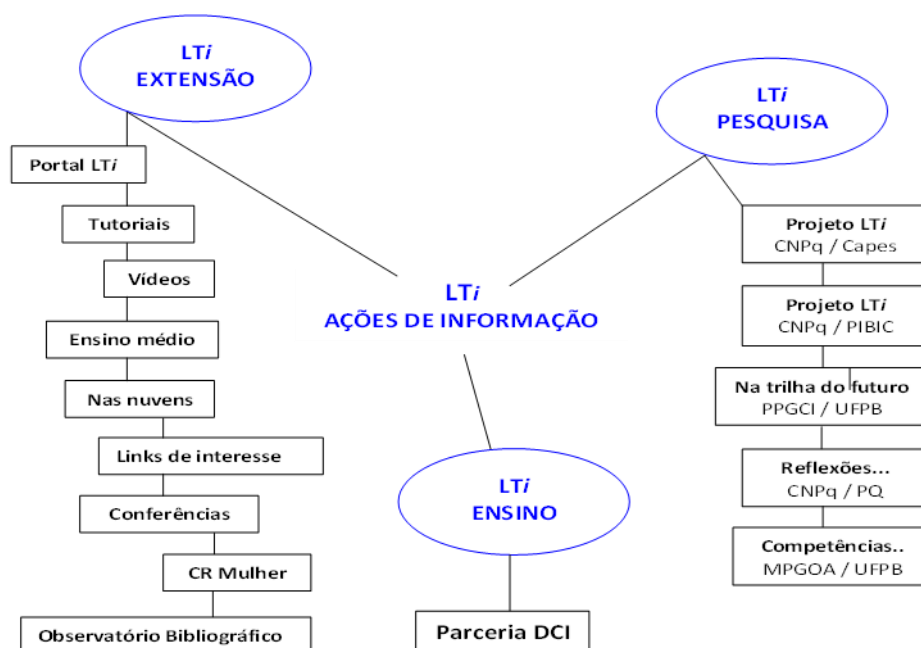 LTi
EXTENSÃO
Portal LTi
Tutoriais
Vídeos
Ensino médio
Nas nuvens
Links de interesse
Conferências
CR Mulher
Observatório Bibliográfico
LTi
AÇÕES DE INFORMAÇÃO
LTi
ENSINO
Parceria DCI
LTi
PESQUISA
Projeto LTi
CNPq / Capes
Projeto LTi
CNPq / PIBIC
Na trilha do futuro
PPGCI / UFPB
Reflexões...
CNPq / PQ
Competências..
MPGOA / UFPB